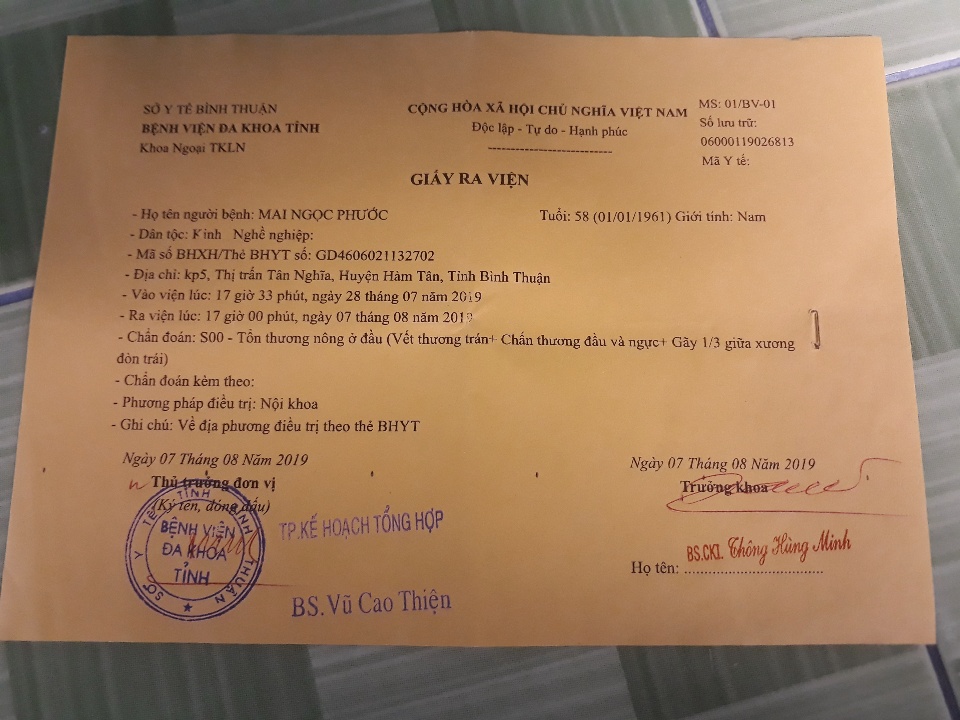 SỞ Y TẾ BÌNH THUẬN
BỆNH VIỆN ĐA KHOA TỈNH
Khoa Ngoại TKLN
CỘNG HÒA XÃ HỘI CHỦ NGHĨA VIỆT NAM
Độc lập - Tự do - Hạnh phúc
MS: 01/BV-01
Số lưu trữ:
06000119026813
Mã Y tế:
GIẤY RA VIỆN
- Họ tên người bệnh: MAI NGỌC PHƯỚC Tuổi: 58 (01/01/1961) Giới tính: Nam
- Dân tộc: Kinh Nghề nghiệp:
- Mã số BHXH/Thẻ BHYT số: GD4606021132702
- Địa chỉ: kp5, Thị trấn Tân Nghĩa, Huyện Hàm Tân, Tỉnh Bình Thuận
- Vào viện lúc: 17 giờ 33 phút, ngày 28 tháng 07 năm 2019
- Ra viện lúc: 17 giờ 00 phút, ngày 07 tháng 08 năm 2019
- Chẩn đoán: S00 - Tổn thương nông ở đầu (Vết thương trán+ Chấn thương đầu và ngực+ Gãy 1/3 giữa xương
đòn trái)
- Chẩn đoán kèm theo:
- Phương pháp điều trị: Nội khoa
- Ghi chú: Về địa phương điều trị theo thẻ BHYT
Ngày 07 Tháng 08 Năm 2019
Thủ trưởng đơn vị
(Ký tên, đóng dấu)
SỞ Y TẾ TỈNH BÌNH THUẬN
BỆNH VIỆN
ĐA KHOA
TỈNH
TP.KẾ HOẠCH TỔNG HỢP
BS.Vũ Cao Thiện
Ngày 07 Tháng 08 Năm 2019
Trưởng khoa
BS.CKI. Thông Hùng Minh
Họ tên: ..................................